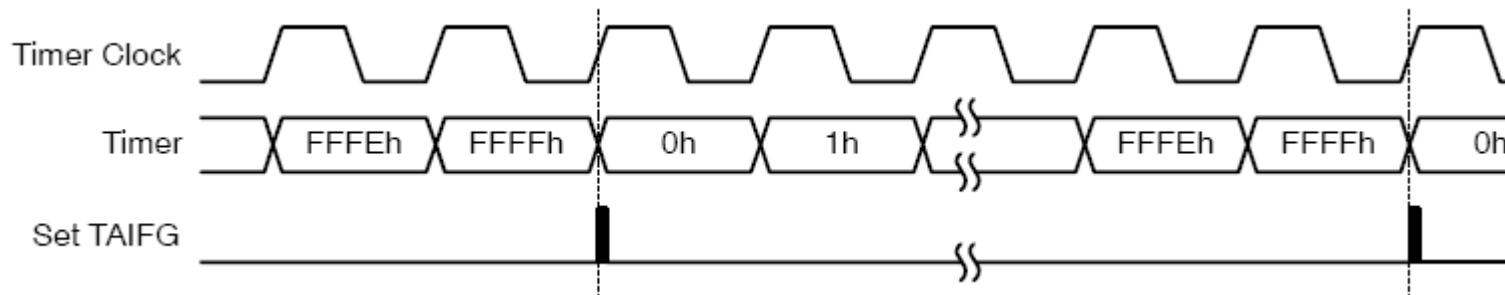 Timer Clock
Timer FFFEh FFFFh 0h 1h FFFEh FFFFh 0h
Set TAIFG